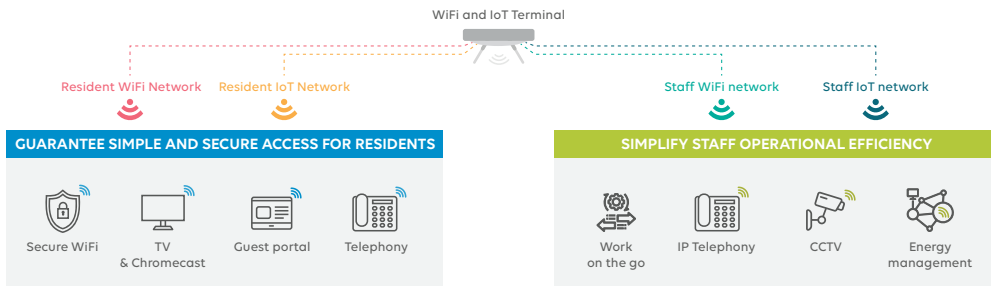 WiFi and IoT Terminal
Resident WiFi Network
Resident IoT Network
Staff WiFi network
Staff IoT network
GUARANTEE SIMPLE AND SECURE ACCESS FOR RESIDENTS
Secure WiFi
TV
& Chromecast
Guest portal
Telephony
SIMPLIFY STAFF OPERATIONAL EFFICIENCY
Work
on the go
IP Telephony
CCTV
Energy
management